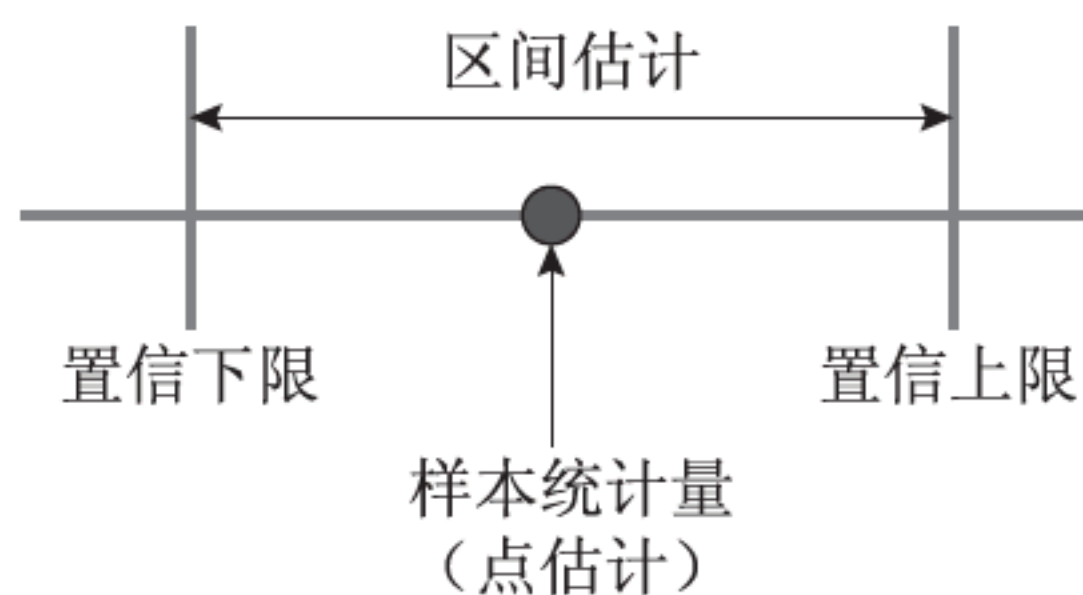 区间估计
置信下限
置信上限
样本统计量
（点估计）